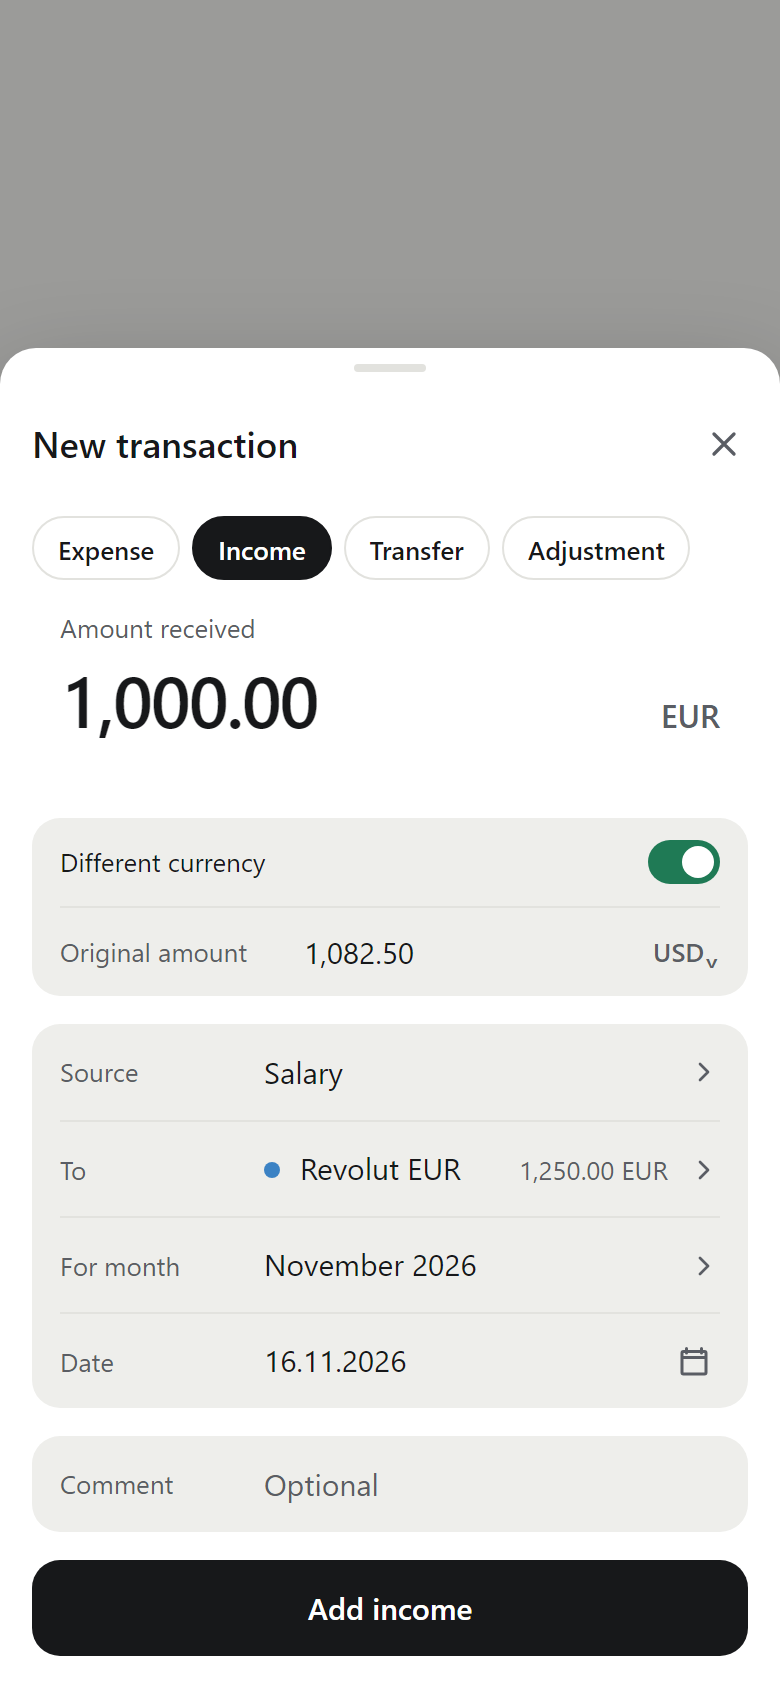 New transaction
Expense Income Transfer Adjustment
Amount received
1,000.00 EUR
Different currency
Original amount 1,082.50 USD
Source Salary
To Revolut EUR 1,250.00 EUR
For month November 2026
Date 16.11.2026
Comment Optional
Add income